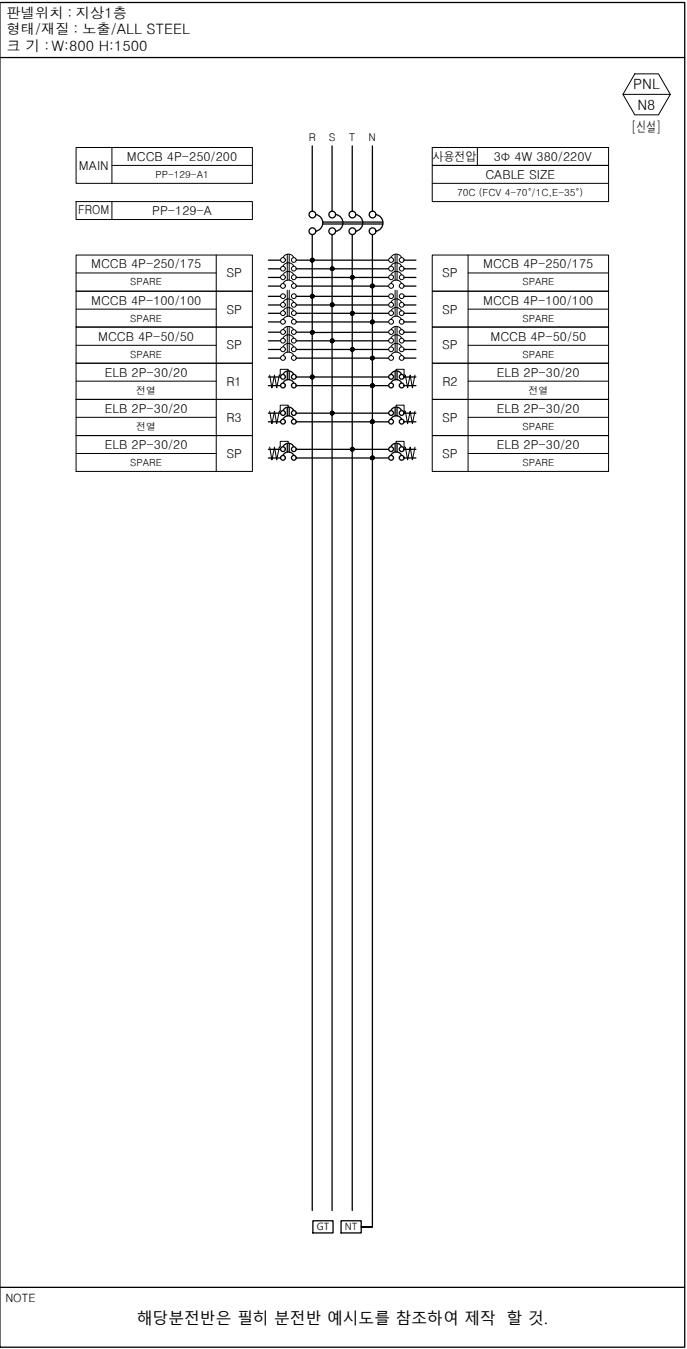 판넬위치 : 지상1층
형태/재질 : 노출/ALL STEEL
크 기 : W:800 H:1500
PNL
N8
[신설]
R S T N
MAIN MCCB 4P-250/200
PP-129-A1
FROM PP-129-A
사용전압 3Φ 4W 380/220V
CABLE SIZE
70C (FCV 4-70˚/1C,E-35˚)
MCCB 4P-250/175 SP
SPARE
MCCB 4P-100/100 SP
SPARE
MCCB 4P-50/50 SP
SPARE
ELB 2P-30/20 R1
전열
ELB 2P-30/20 R3
전열
ELB 2P-30/20 SP
SPARE
SP MCCB 4P-250/175
SPARE
SP MCCB 4P-100/100
SPARE
SP MCCB 4P-50/50
SPARE
R2 ELB 2P-30/20
전열
SP ELB 2P-30/20
SPARE
SP ELB 2P-30/20
SPARE
GT NT
NOTE
해당분전반은 필히 분전반 예시도를 참조하여 제작 할 것.